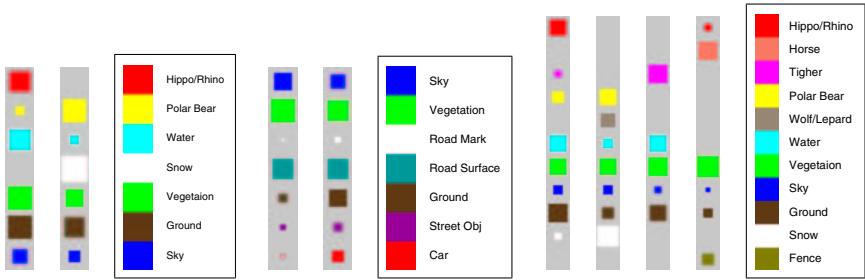 Hippo/Rhino
Polar Bear
Water
Snow
Vegetaion
Ground
Sky
Sky
Vegetation
Road Mark
Road Surface
Ground
Street Obj
Car
Hippo/Rhino
Horse
Tigher
Polar Bear
Wolf/Lepard
Water
Vegetaion
Sky
Ground
Snow
Fence